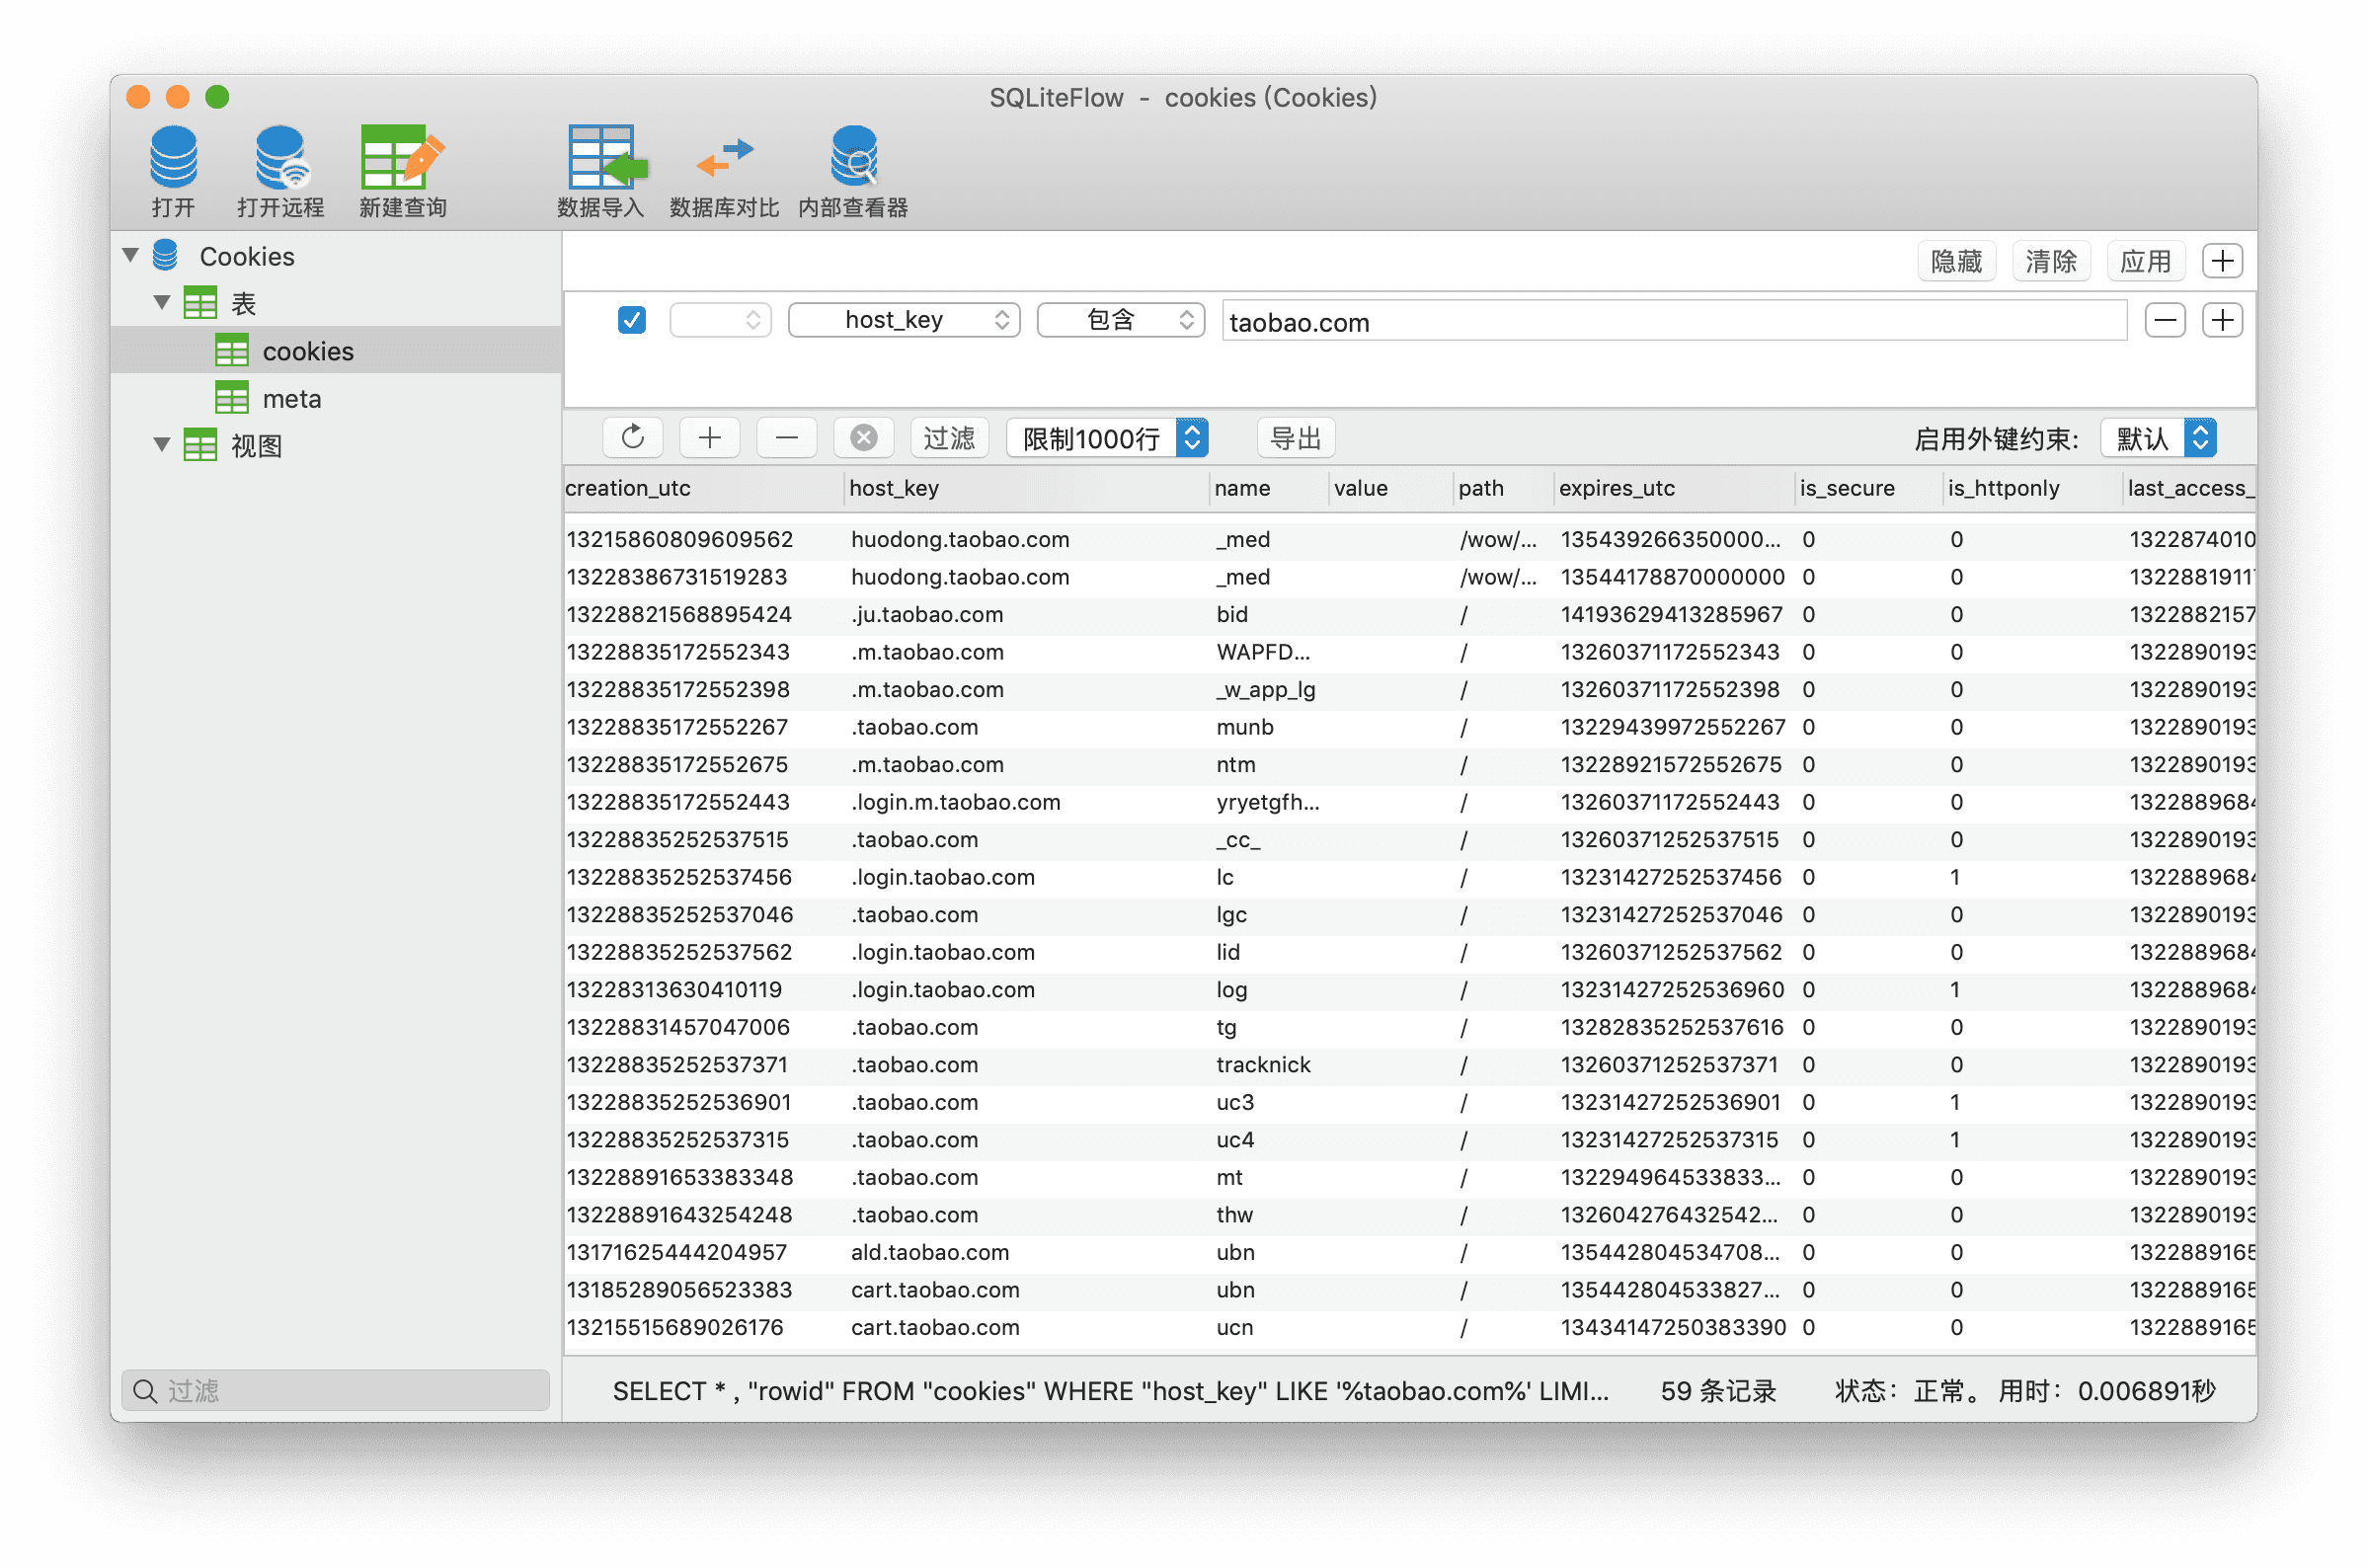 SQLiteFlow - cookies (Cookies)
打开 打开远程 新建查询 数据导入 数据库对比 内部查看器
Cookies
表
cookies
meta
视图
过滤
隐藏 清除 应用
host_key 包含 taobao.com
过滤 限制1000行 导出 启用外键约束: 默认
creation_utc host_key name value path expires_utc is_secure is_httponly last_access_
13215860809609562 huodong.taobao.com _med /wow/... 135439266350000... 0 0 1322874010
13228386731519283 huodong.taobao.com _med /wow/... 13544178870000000 0 0 1322881911
13228821568895424 .ju.taobao.com bid / 14193629413285967 0 0 1322882157
13228835172552343 .m.taobao.com WAPFD... / 13260371172552343 0 0 1322890193
13228835172552398 .m.taobao.com _w_app_lg / 13260371172552398 0 0 1322890193
13228835172552267 .taobao.com munb / 13229439972552267 0 0 1322890193
13228835172552675 .m.taobao.com ntm / 13228921572552675 0 0 1322890193
13228835172552443 .login.m.taobao.com yryetgfh... / 13260371172552443 0 0 1322889684
13228835252537515 .taobao.com _cc_ / 13260371252537515 0 0 1322890193
13228835252537456 .login.taobao.com lc / 13231427252537456 0 1 1322889684
13228835252537046 .taobao.com lgc / 13231427252537046 0 0 1322890193
13228835252537562 .login.taobao.com lid / 13260371252537562 0 0 1322889684
13228313630410119 .login.taobao.com log / 13231427252536960 0 1 1322889684
13228831457047006 .taobao.com tg / 13282835252537616 0 0 1322890193
13228835252537371 .taobao.com tracknick / 13260371252537371 0 0 1322890193
13228835252536901 .taobao.com uc3 / 13231427252536901 0 1 1322890193
13228835252537315 .taobao.com uc4 / 13231427252537315 0 1 1322890193
13228891653383348 .taobao.com mt / 132294964533833... 0 0 1322890193
13228891643254248 .taobao.com thw / 132604276432542... 0 0 1322890193
13171625444204957 ald.taobao.com ubn / 135442804534708... 0 0 1322889165
13185289056523383 cart.taobao.com ubn / 135442804533827... 0 0 1322889165
13215515689026176 cart.taobao.com ucn / 13434147250383390 0 0 1322889165
SELECT * , "rowid" FROM "cookies" WHERE "host_key" LIKE '%taobao.com%' LIMI... 59 条记录 状态：正常。 用时：0.006891秒